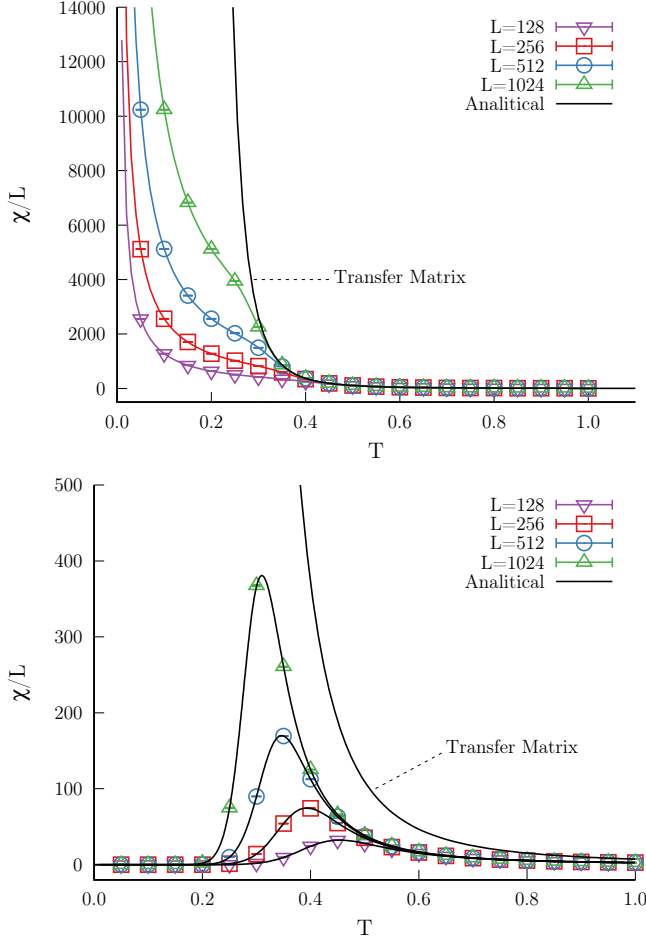 14000
12000
10000
8000
6000
4000
2000
0
χ/L
L=128
L=256
L=512
L=1024
Analitical
Transfer Matrix
0.0 0.2 0.4 0.6 0.8 1.0
T
500
400
300
200
100
0
χ/L
L=128
L=256
L=512
L=1024
Analitical
Transfer Matrix
0.0 0.2 0.4 0.6 0.8 1.0
T